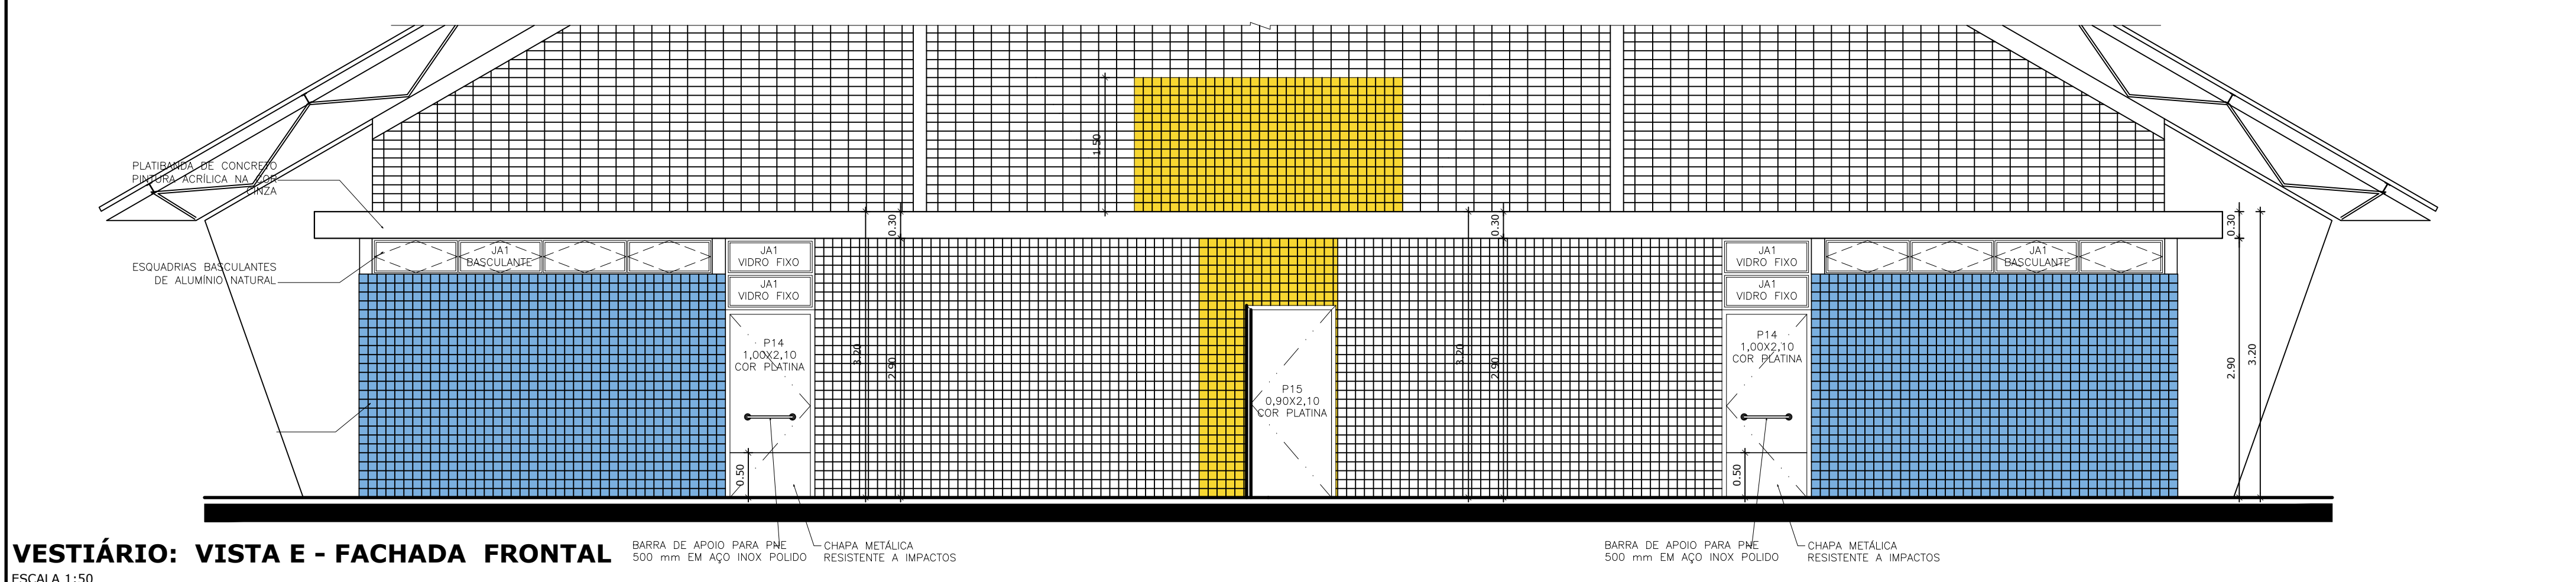 1.50
PLATIBANDA DE CONCRETO
PINTURA ACRÍLICA NA COR
CINZA
0.30
0.30
0.30
JA1
BASCULANTE
JA1
VIDRO FIXO
JA1
VIDRO FIXO
JA1
BASCULANTE
ESQUADRIAS BASCULANTES
DE ALUMÍNIO NATURAL
JA1
VIDRO FIXO
JA1
VIDRO FIXO
P14
1,00X2,10
COR PLATINA
3.20
2.90
P15
0,90X2,10
COR PLATINA
3.20
2.90
P14
1,00X2,10
COR PLATINA
2.90
3.20
0.50
0.50
VESTIÁRIO: VISTA E - FACHADA FRONTAL
ESCALA 1:50
BARRA DE APOIO PARA PNE
500 mm EM AÇO INOX POLIDO
CHAPA METÁLICA
RESISTENTE A IMPACTOS
BARRA DE APOIO PARA PNE
500 mm EM AÇO INOX POLIDO
CHAPA METÁLICA
RESISTENTE A IMPACTOS